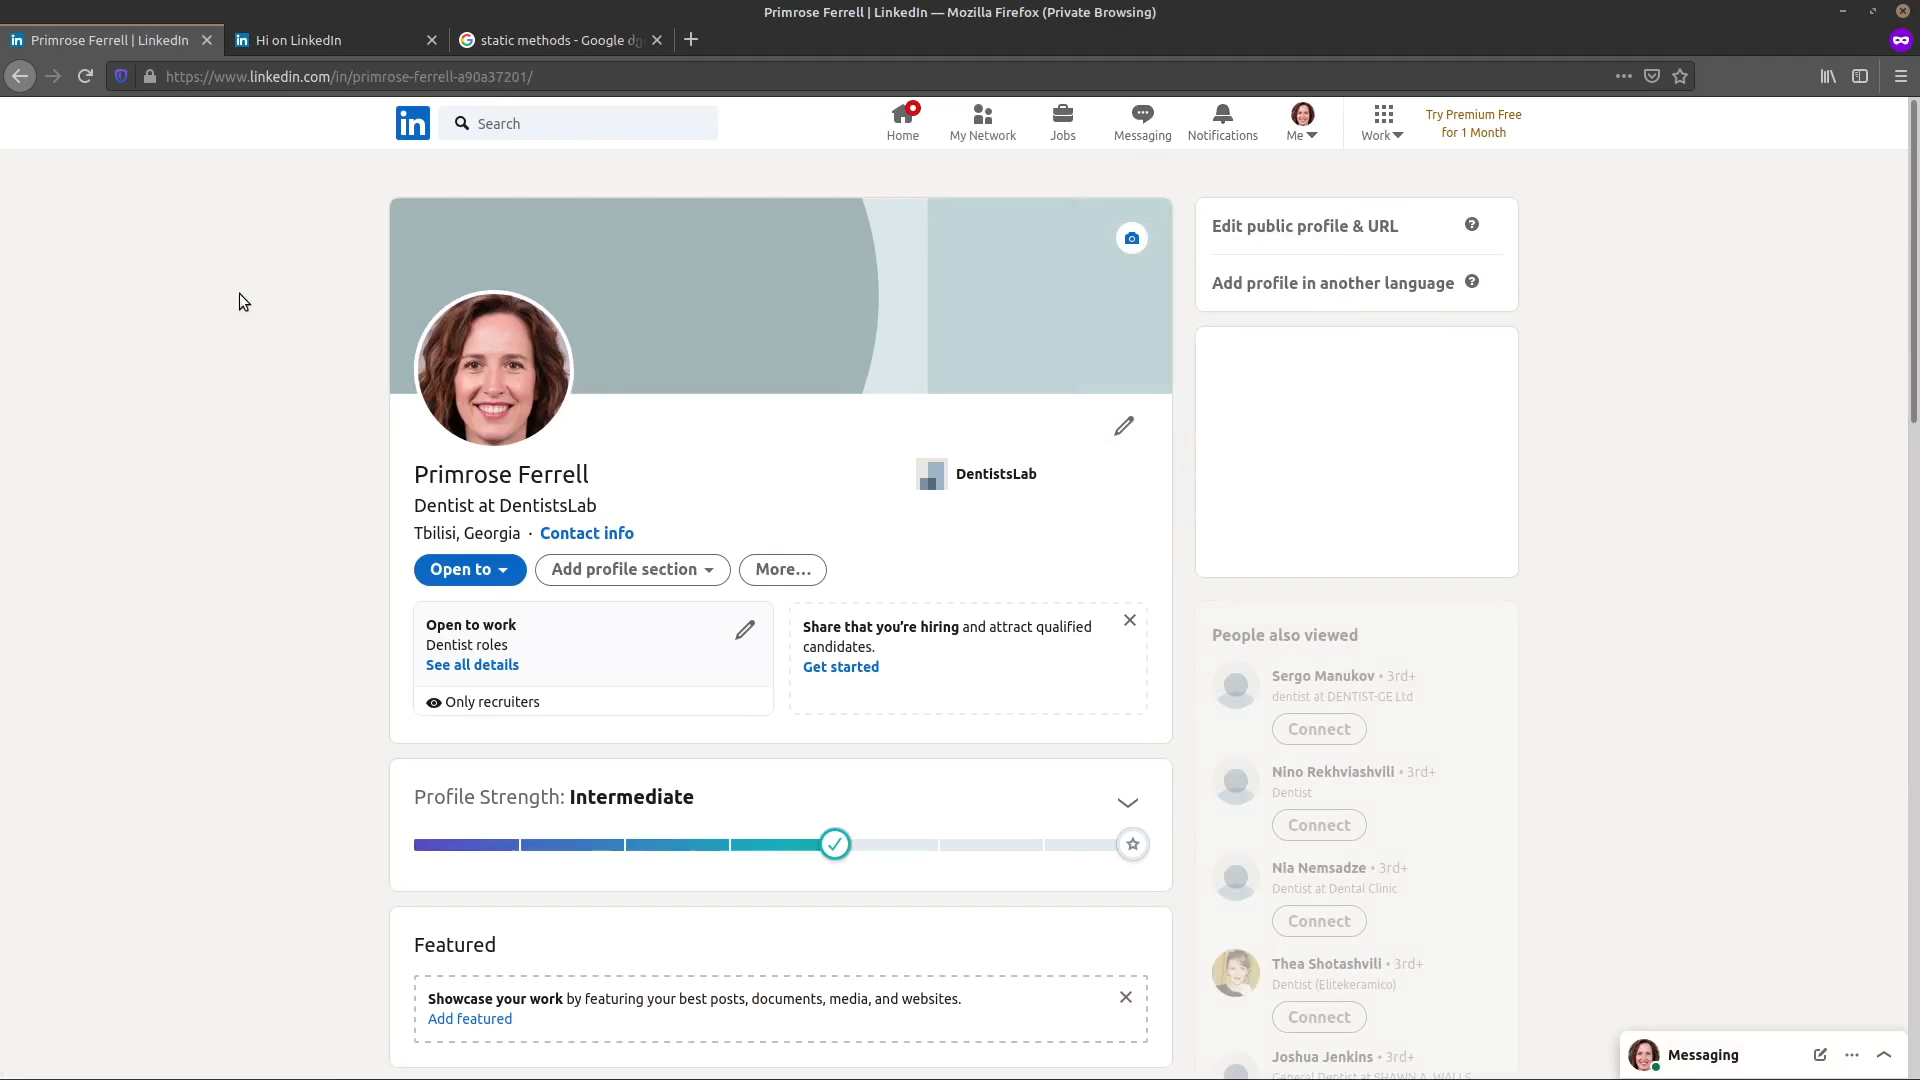 Primrose Ferrell | LinkedIn — Mozilla Firefox (Private Browsing)
Primrose Ferrell | LinkedIn
Hi on LinkedIn
static methods - Google
https://www.linkedin.com/in/primrose-ferrell-a90a37201/
in
Search
Home
My Network
Jobs
Messaging
Notifications
Me
Work
Try Premium Free
for 1 Month
Edit public profile & URL
Add profile in another language
Primrose Ferrell
DentistsLab
Dentist at DentistsLab
Tbilisi, Georgia · Contact info
Open to
Add profile section
More...
Open to work
Dentist roles
See all details
Only recruiters
Share that you’re hiring and attract qualified
candidates.
Get started
Profile Strength: Intermediate
Featured
Showcase your work by featuring your best posts, documents, media, and websites.
Add featured
People also viewed
Sergo Manukov • 3rd+
dentist at DENTIST-GE Ltd
Connect
Nino Rekhviashvili • 3rd+
Dentist
Connect
Nia Nemsadze • 3rd+
Dentist at Dental Clinic
Connect
Thea Shotashvili • 3rd+
Dentist (Elitekeramico)
Connect
Joshua Jenkins • 3rd+
General Dentist at SHAWN A. WALLS
Messaging